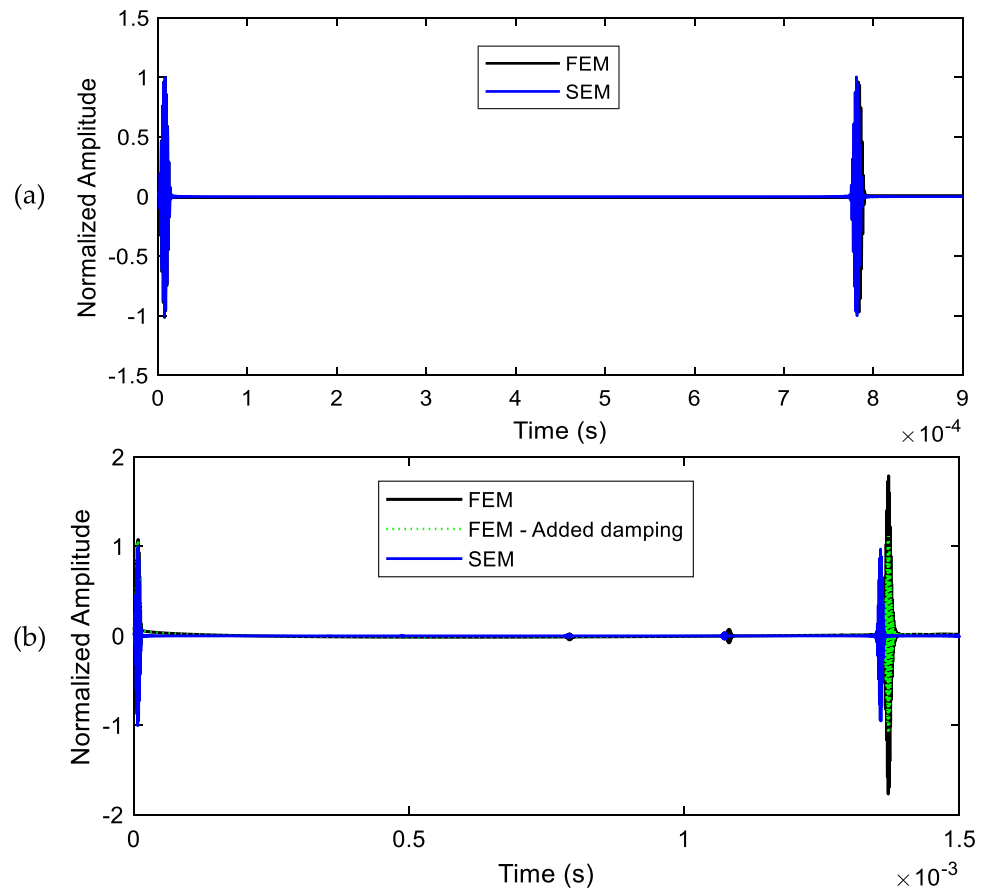 (a)
Normalized Amplitude
1.5
1
0.5
0
-0.5
-1
-1.5
FEM
SEM
0 1 2 3 4 5 6 7 8 9
Time (s)
×10-4
(b)
Normalized Amplitude
2
1
0
-1
-2
FEM
FEM - Added damping
SEM
0 0.5 1 1.5
Time (s)
×10-3